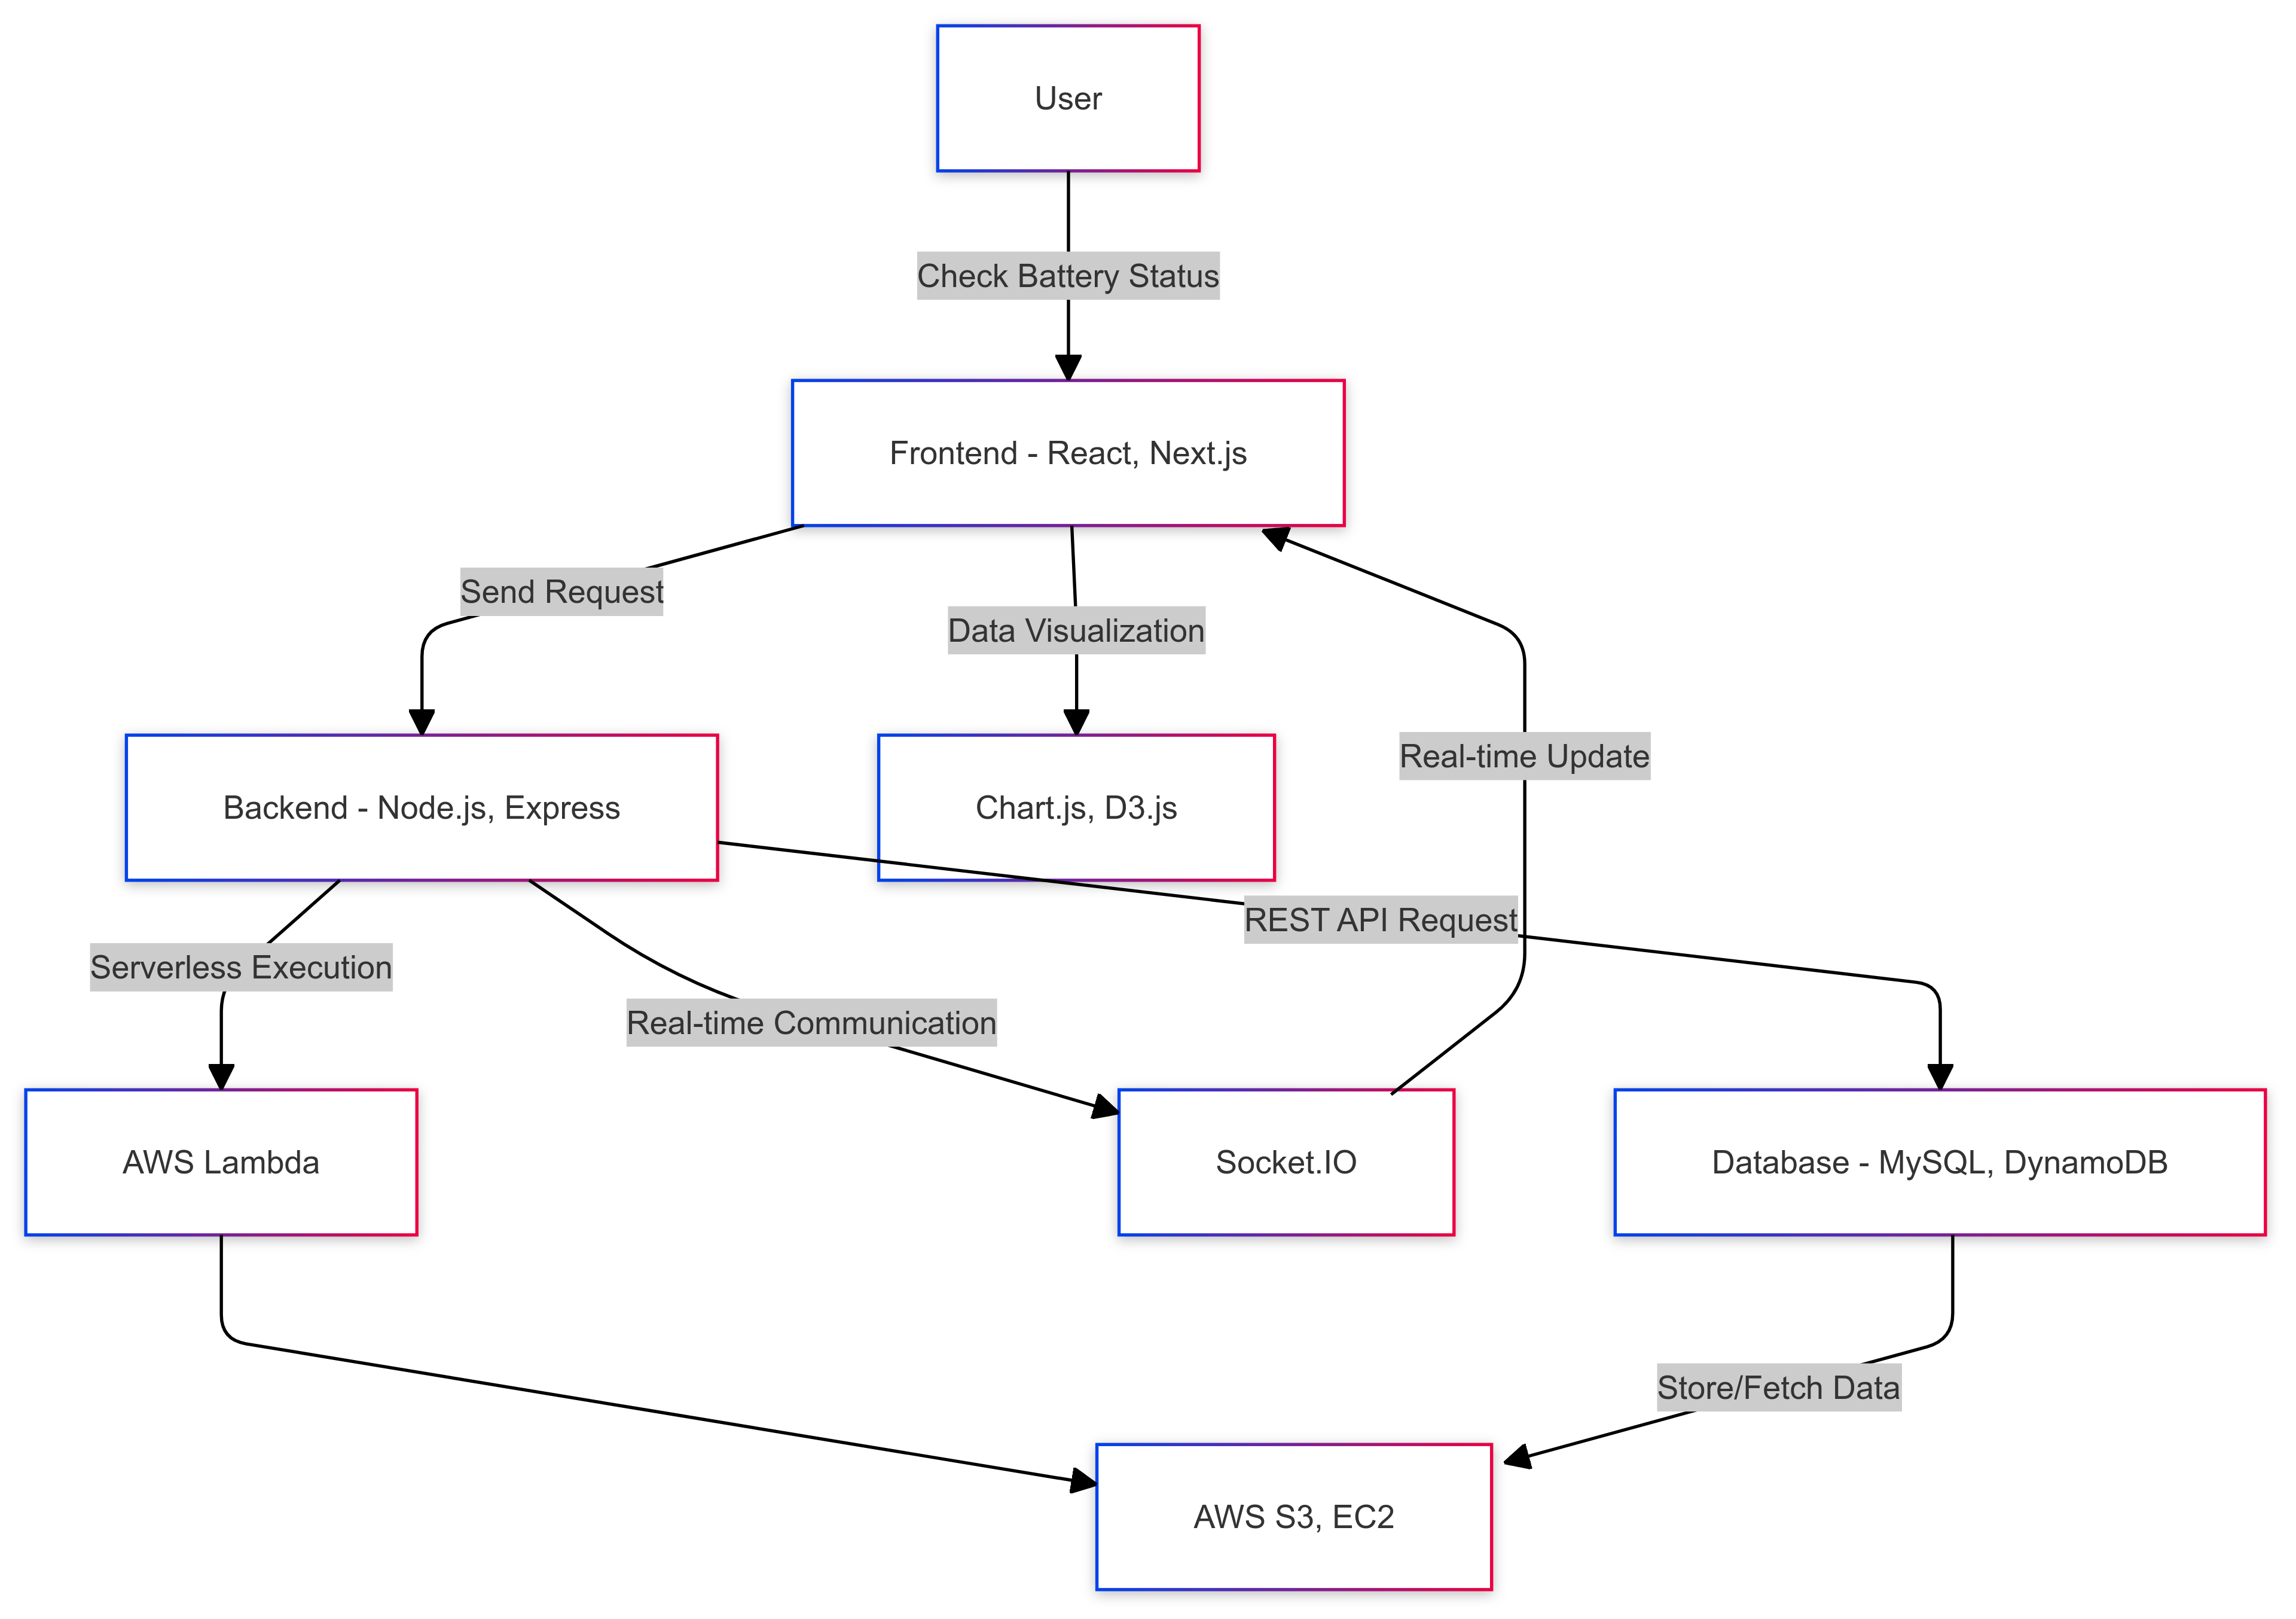 User
Check Battery Status
Frontend - React, Next.js
Send Request
Data Visualization
Real-time Update
Backend - Node.js, Express
Chart.js, D3.js
REST API Request
Serverless Execution
Real-time Communication
AWS Lambda
Socket.IO
Database - MySQL, DynamoDB
Store/Fetch Data
AWS S3, EC2